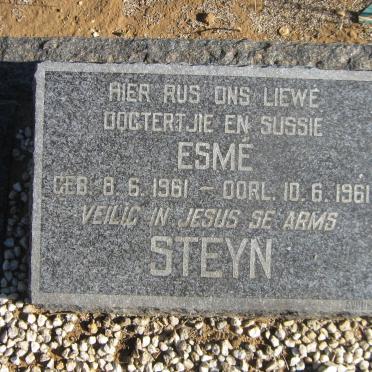 HIER RUS ONS LIEWE
DOGTERTJIE EN SUSSIE
ESMÉ
GEB. 8. 6. 1961 – OORL. 10. 6. 1961
VEILIG IN JESUS SE ARMS
STEYN